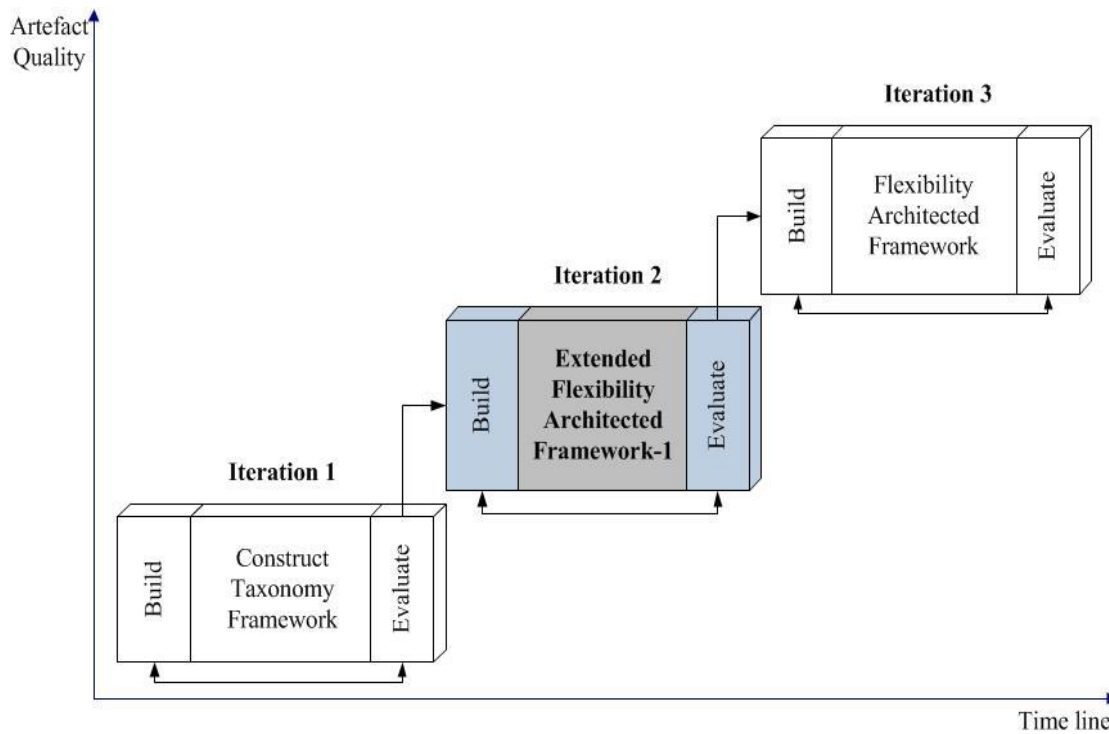 Artefact
Quality
Iteration 3
Build
Flexibility
Architected
Framework
Evaluate
Iteration 2
Build
Extended
Flexibility
Architected
Framework-1
Evaluate
Iteration 1
Build
Construct
Taxonomy
Framework
Evaluate
Time line